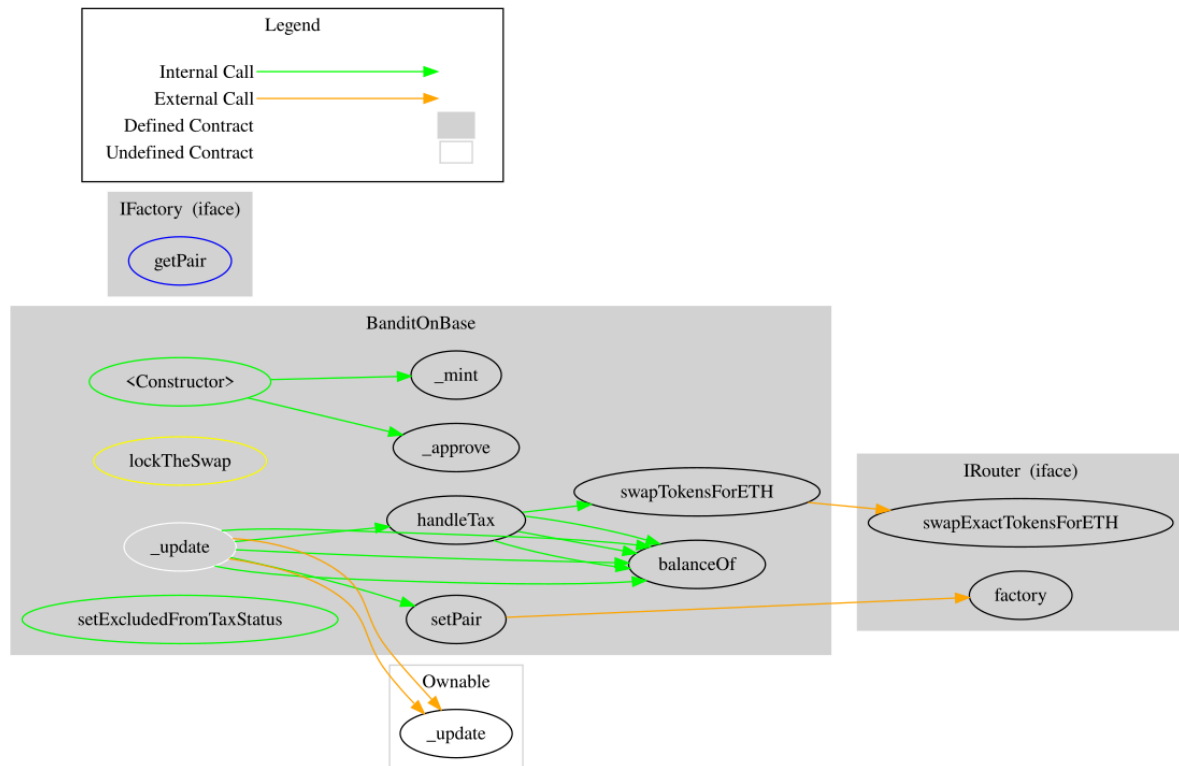 Legend
Internal Call
External Call
Defined Contract
Undefined Contract
IFactory (iface)
getPair
BanditOnBase
<Constructor>
_mint
lockTheSwap
_approve
handleTax
swapTokensForETH
_update
balanceOf
setExcludedFromTaxStatus
setPair
IRouter (iface)
swapExactTokensForETH
factory
Ownable
_update